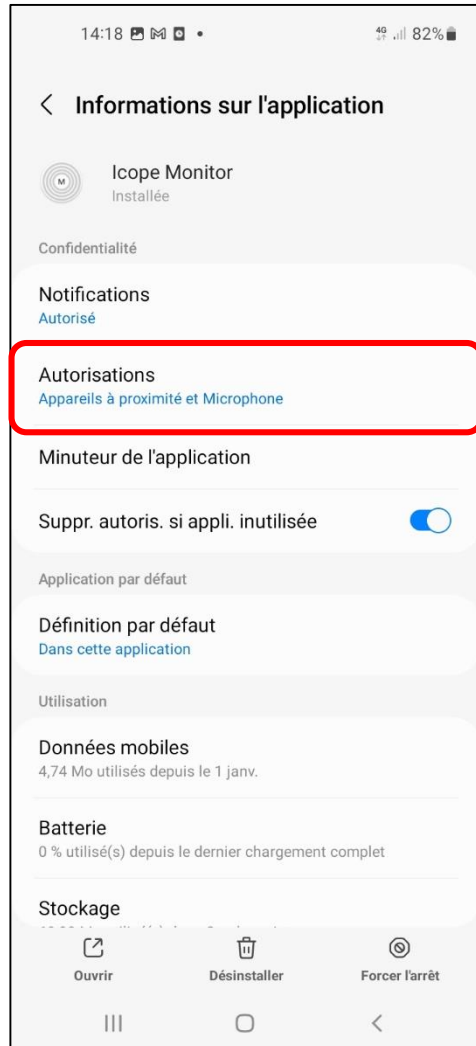 14:18
4G 82%
Informations sur l'application
M
Icope Monitor
Installée
Confidentialité
Notifications
Autorisé
Autorisations
Appareils à proximité et Microphone
Minuteur de l'application
Suppr. autoris. si appli. inutilisée
Application par défaut
Définition par défaut
Dans cette application
Utilisation
Données mobiles
4,74 Mo utilisés depuis le 1 janv.
Batterie
0 % utilisé(s) depuis le dernier chargement complet
Stockage
Ouvrir
Désinstaller
Forcer l'arrêt